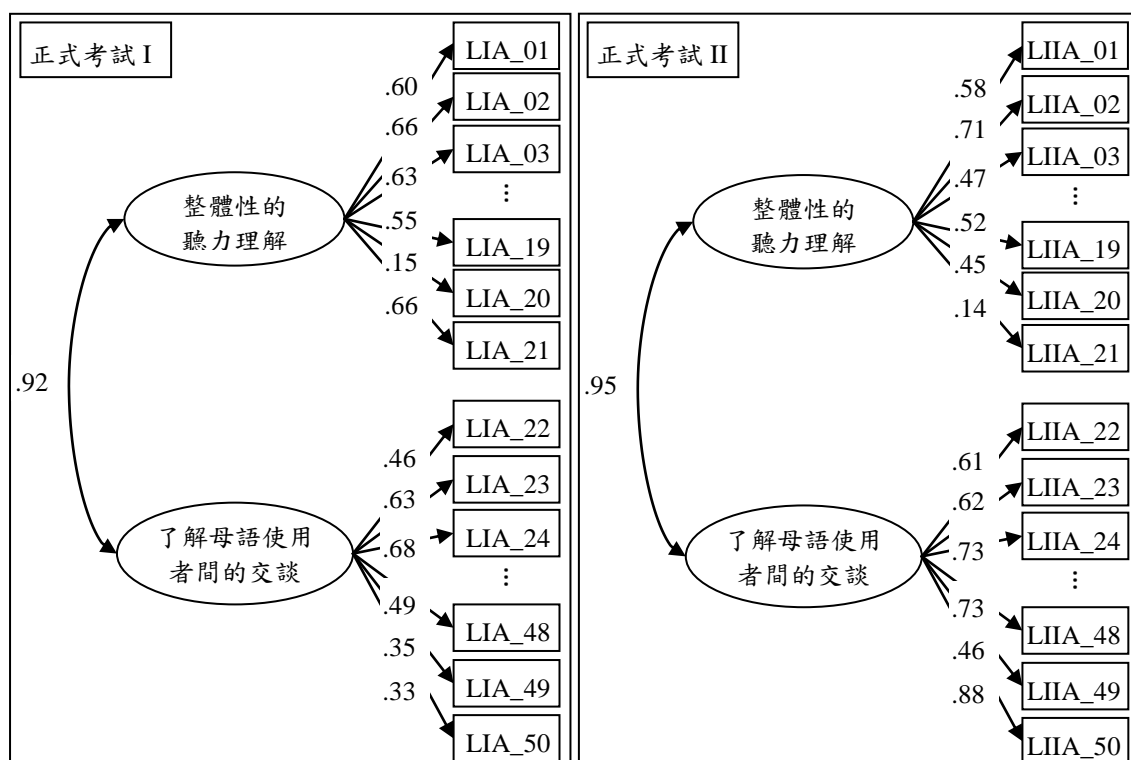 正式考試 I
LIA_01
.60
LIA_02
.66
LIA_03
.63
⋮
整體性的
聽力理解
.55
LIA_19
.15
LIA_20
.66
LIA_21
.92
LIA_22
.46
LIA_23
.63
LIA_24
.68
⋮
了解母語使用
者間的交談
.49
LIA_48
.35
LIA_49
.33
LIA_50
正式考試 II
LIIA_01
.58
LIIA_02
.71
LIIA_03
.47
⋮
整體性的
聽力理解
.52
LIIA_19
.45
LIIA_20
.14
LIIA_21
.95
LIIA_22
.61
LIIA_23
.62
LIIA_24
.73
⋮
了解母語使用
者間的交談
.73
LIIA_48
.46
LIIA_49
.88
LIIA_50